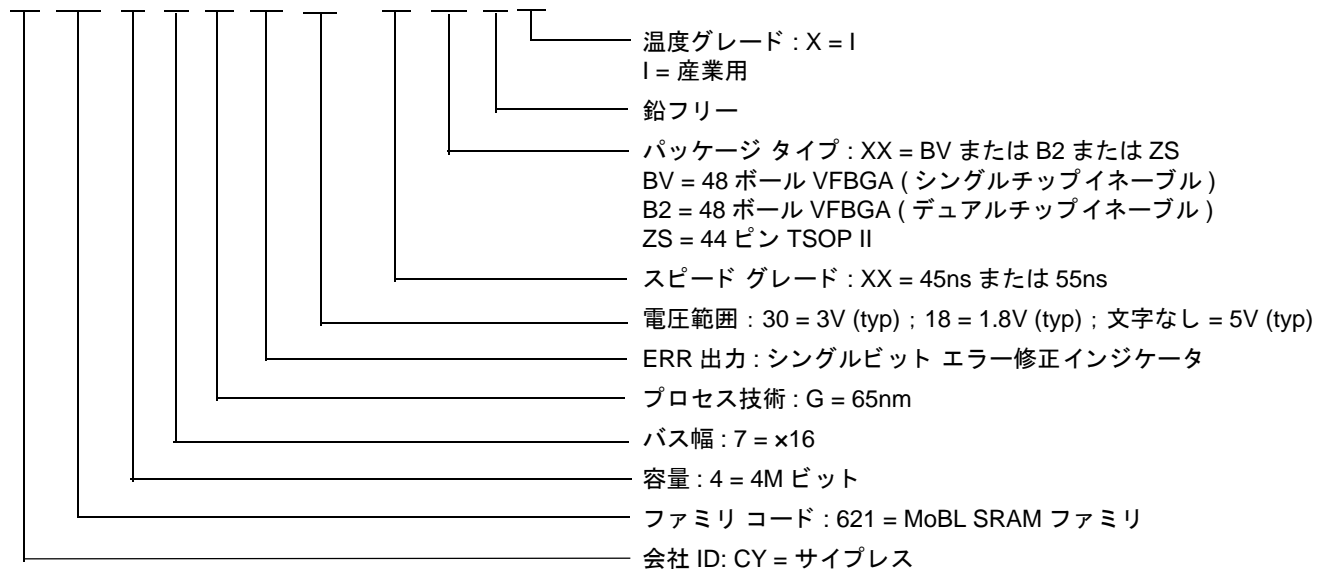 温度グレード : X = I
I = 産業用
鉛フリー
パッケージ タイプ : XX = BV または B2 または ZS
BV = 48 ボール VFBGA ( シングルチップイネーブル )
B2 = 48 ボール VFBGA ( デュアルチップイネーブル )
ZS = 44 ピン TSOP II
スピード グレード : XX = 45ns または 55ns
電圧範囲 : 30 = 3V (typ) ; 18 = 1.8V (typ) ; 文字なし = 5V (typ)
ERR 出力 : シングルビット エラー修正インジケータ
プロセス技術 : G = 65nm
バス幅 : 7 = ×16
容量 : 4 = 4M ビット
ファミリ コード : 621 = MoBL SRAM ファミリ
会社 ID: CY = サイプレス